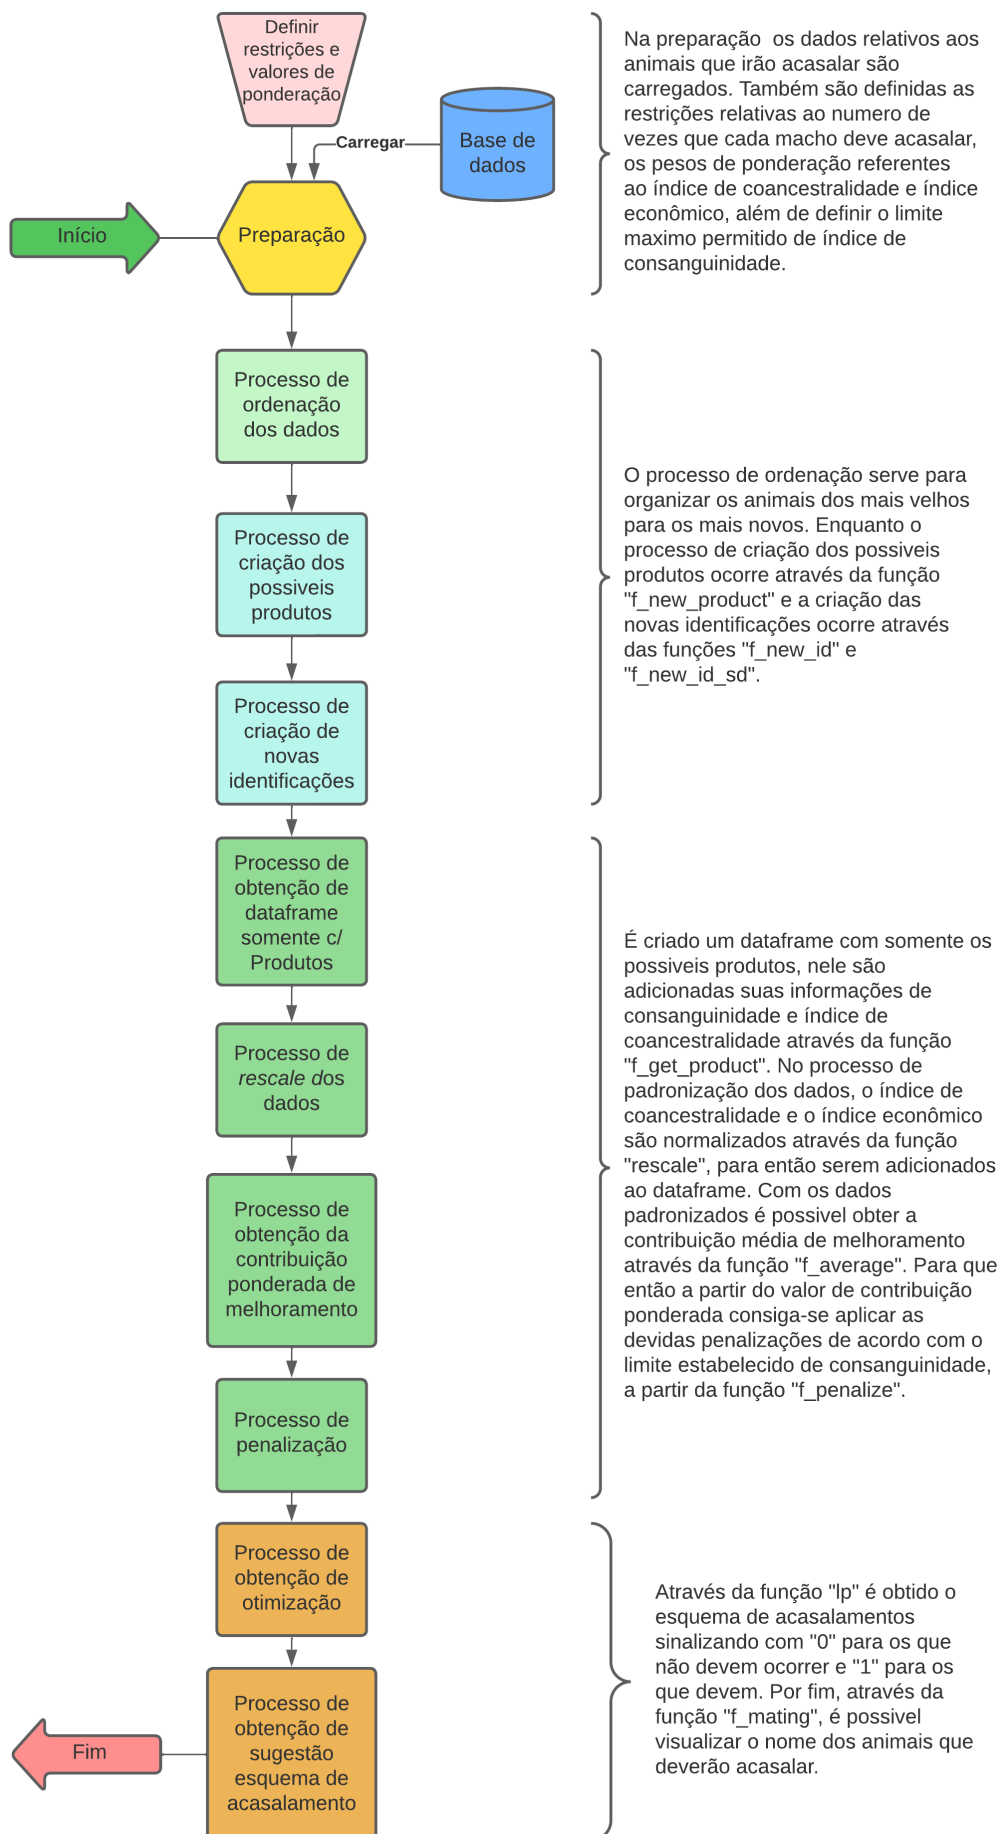 Definir
restrições e
valores de
ponderação
Carregar
Base de
dados
Início
Preparação
Na preparação  os dados relativos aos
animais que irão acasalar são
carregados. Também são definidas as
restrições relativas ao numero de
vezes que cada macho deve acasalar,
os pesos de ponderação referentes
ao índice de coancestralidade e índice
econômico, além de definir o limite
maximo permitido de índice de
consanguinidade.
Processo de
ordenação
dos dados
Processo de
criação dos
possiveis
produtos
Processo de
criação de
novas
identificações
O processo de ordenação serve para
organizar os animais dos mais velhos
para os mais novos. Enquanto o
processo de criação dos possiveis
produtos ocorre através da função
"f_new_product" e a criação das
novas identificações ocorre através
das funções "f_new_id" e
"f_new_id_sd".
Processo de
obtenção de
dataframe
somente c/
Produtos
Processo de
rescale dos
dados
Processo de
obtenção da
contribuição
ponderada de
melhoramento
Processo de
penalização
É criado um dataframe com somente os
possiveis produtos, nele são
adicionadas suas informações de
consanguinidade e índice de
coancestralidade através da função
"f_get_product". No processo de
padronização dos dados, o índice de
coancestralidade e o índice econômico
são normalizados através da função
"rescale", para então serem adicionados
ao dataframe. Com os dados
padronizados é possivel obter a
contribuição média de melhoramento
através da função "f_average". Para que
então a partir do valor de contribuição
ponderada consiga-se aplicar as
devidas penalizações de acordo com o
limite estabelecido de consanguinidade,
a partir da função "f_penalize".
Processo de
obtenção de
otimização
Processo de
obtenção de
sugestão
esquema de
acasalamento
Fim
Através da função "lp" é obtido o
esquema de acasalamentos
sinalizando com "0" para os que
não devem ocorrer e "1" para os
que devem. Por fim, através da
função "f_mating", é possivel
visualizar o nome dos animais que
deverão acasalar.